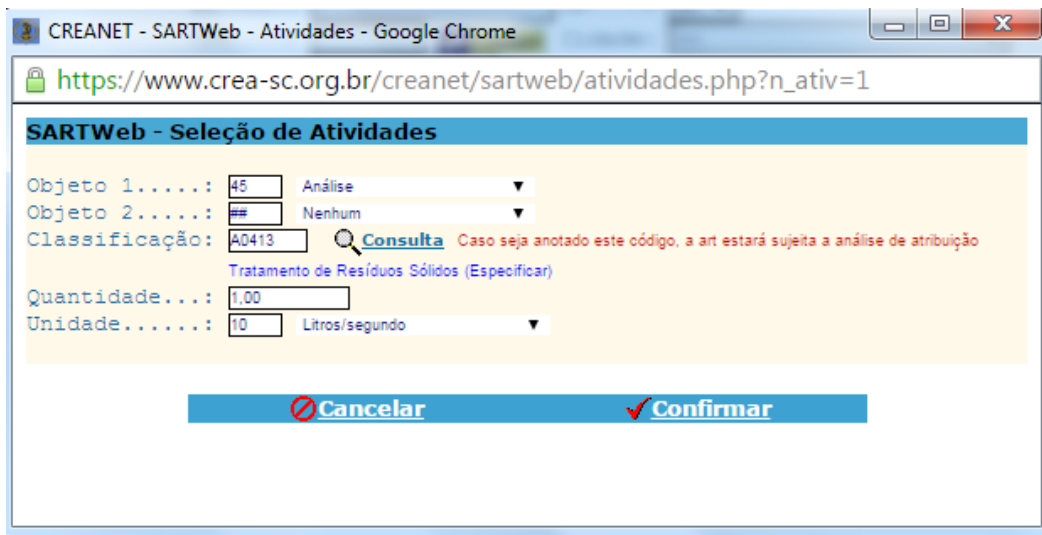 CREANET - SARTWeb - Atividades - Google Chrome
https://www.crea-sc.org.br/creanet/sartweb/atividades.php?n_ativ=1
SARTWeb - Seleção de Atividades
Objeto 1.....: 45 Análise
Objeto 2.....: ## Nenhum
Classificação: A0413 Consulta Caso seja anotado este código, a art estará sujeita a análise de atribuição
Tratamento de Resíduos Sólidos (Especificar)
Quantidade...: 1,00
Unidade......: 10 Litros/segundo
Cancelar Confirmar